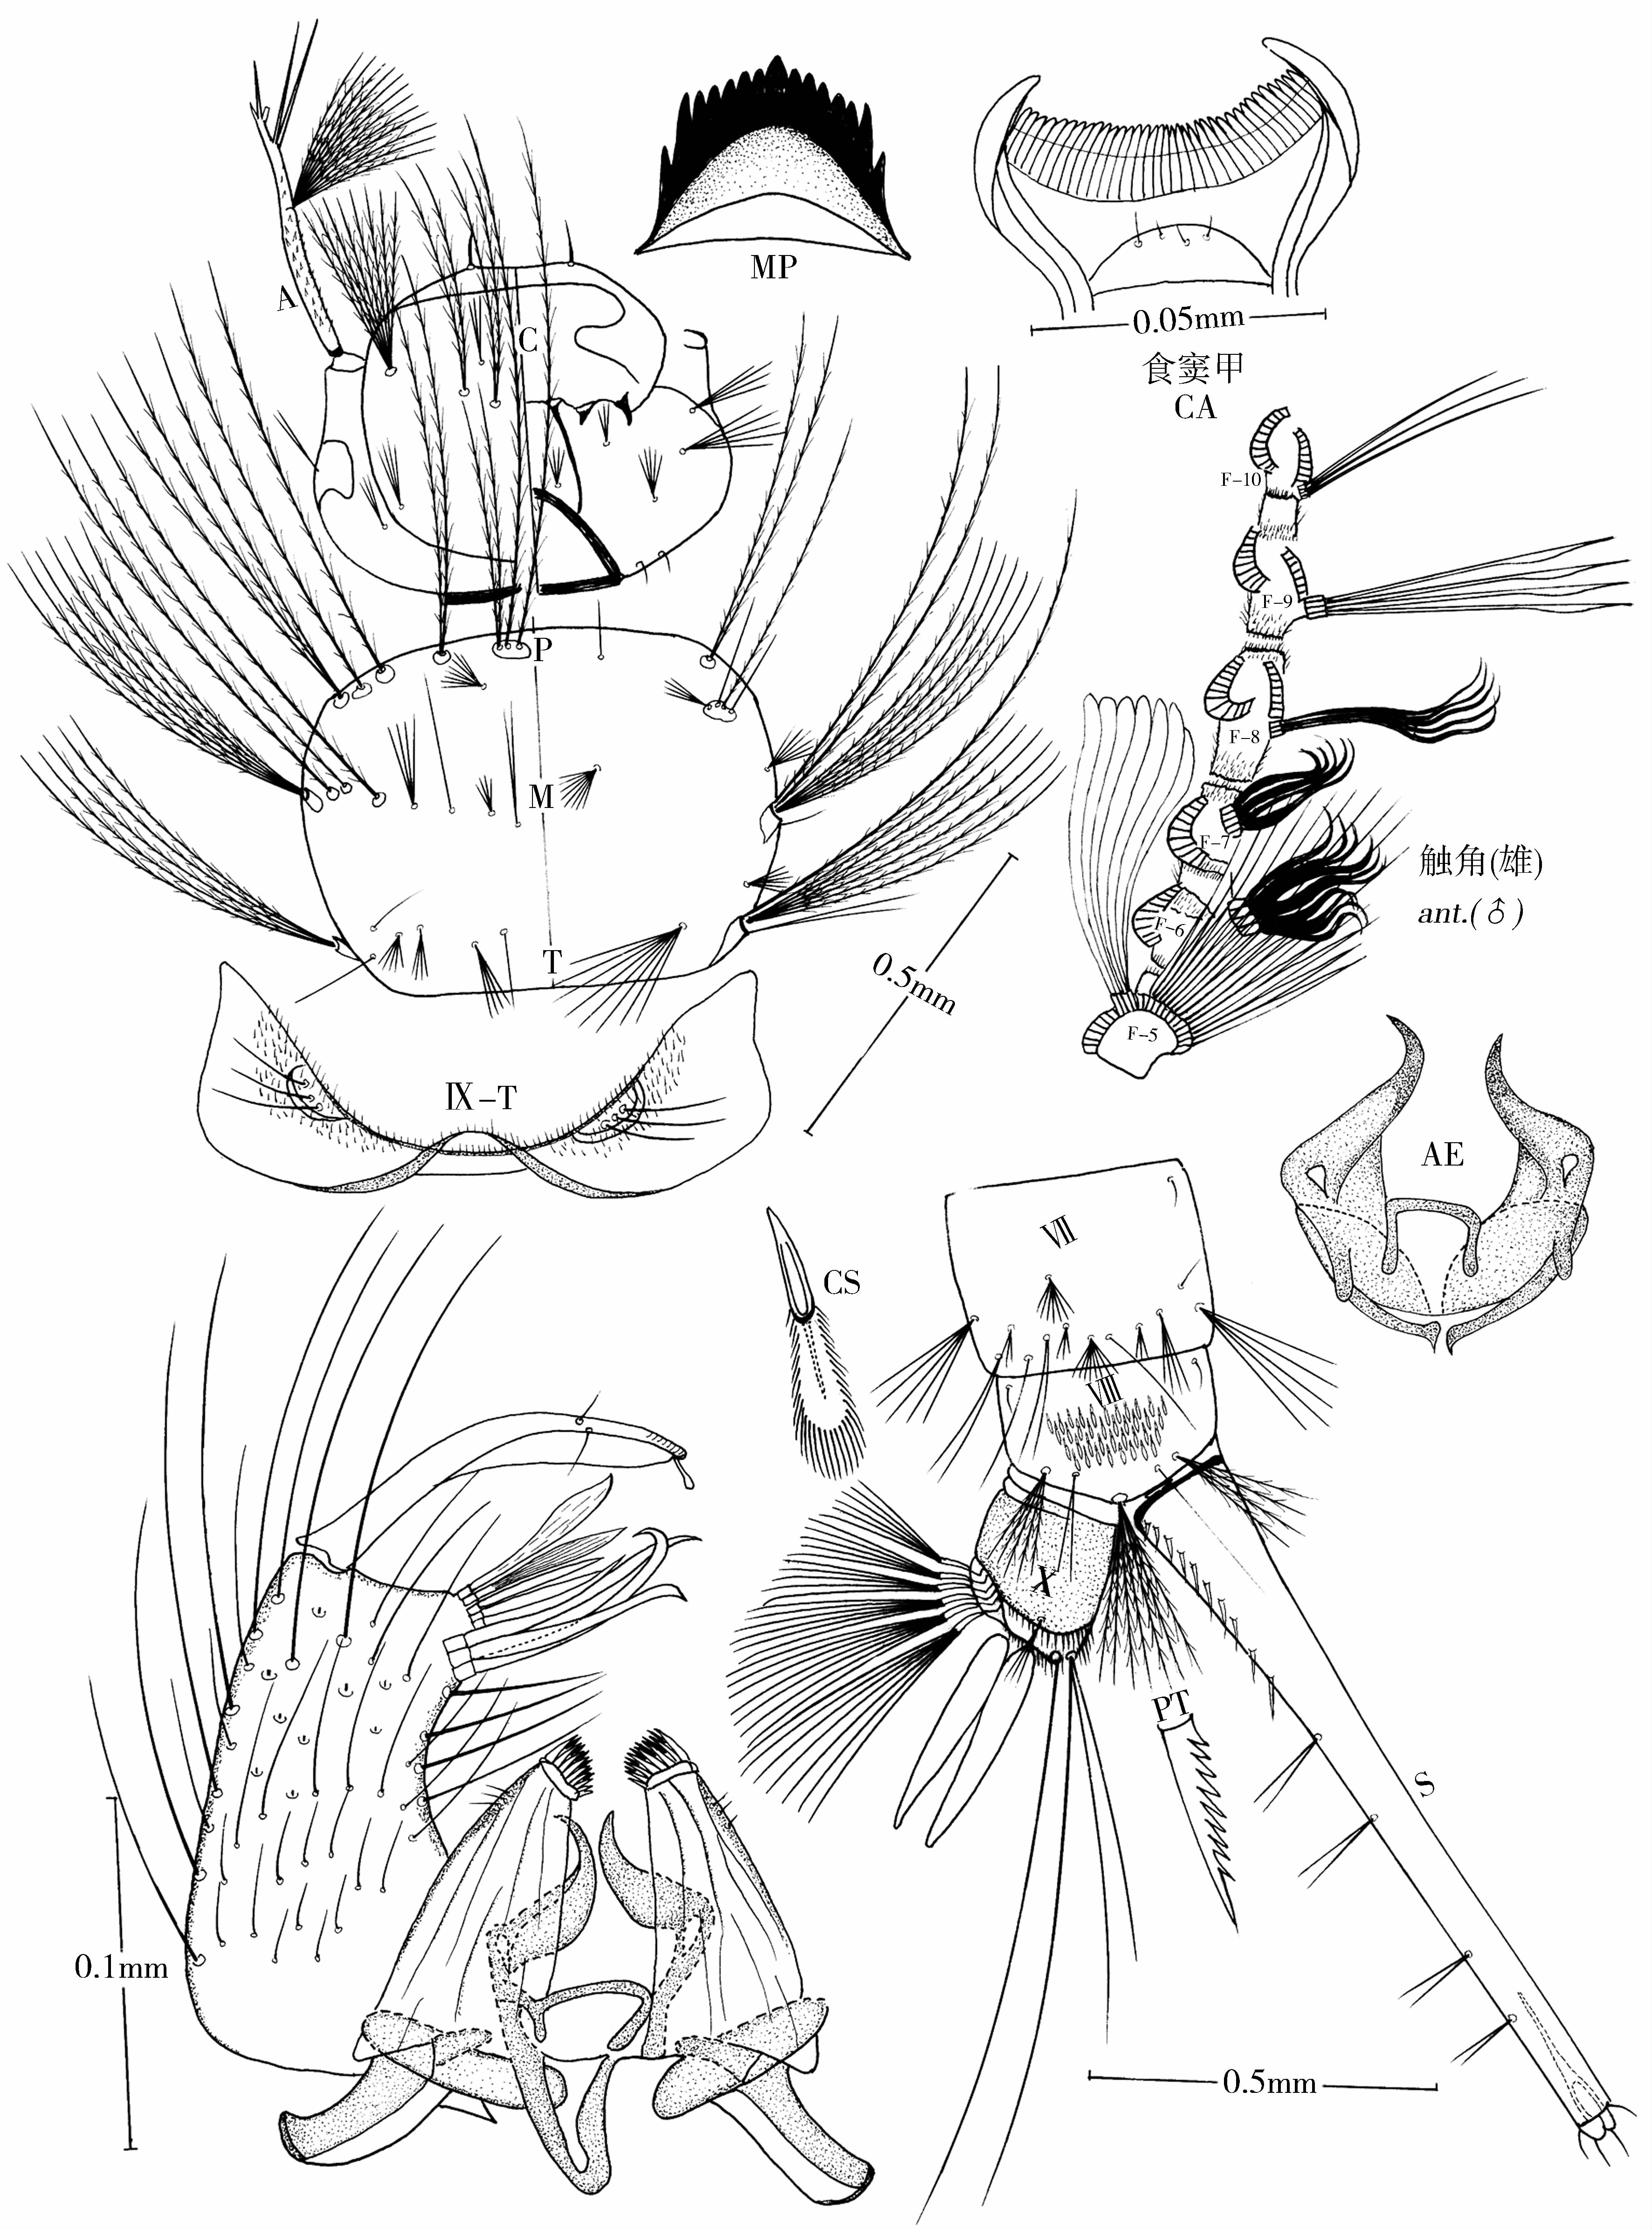 A
C
MP
0.05mm
食窦甲
CA
F-10
F-9
F-8
F-7
F-6
F-5
触角(雄)
ant.(♂)
P
M
T
0.5mm
Ⅸ-T
AE
CS
Ⅶ
Ⅷ
X
PT
S
0.1mm
0.5mm